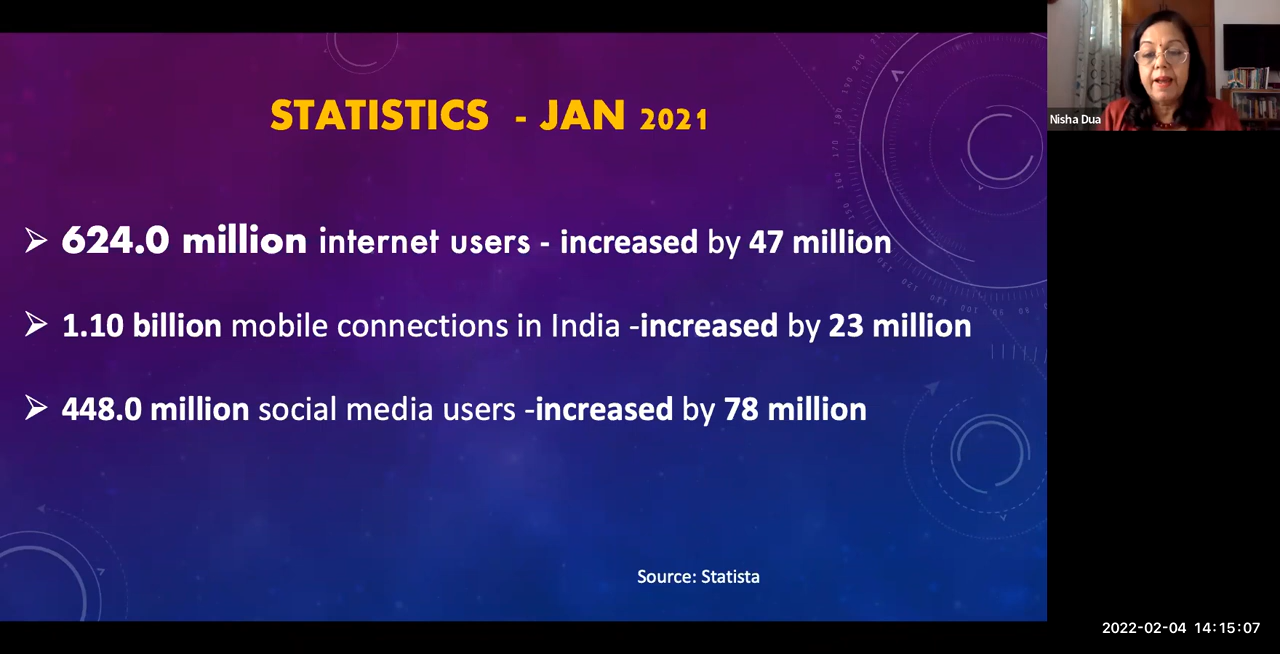 STATISTICS - JAN 2021
624.0 million internet users - increased by 47 million
1.10 billion mobile connections in India -increased by 23 million
448.0 million social media users -increased by 78 million
Source: Statista
Nisha Dua
2022-02-04 14:15:07